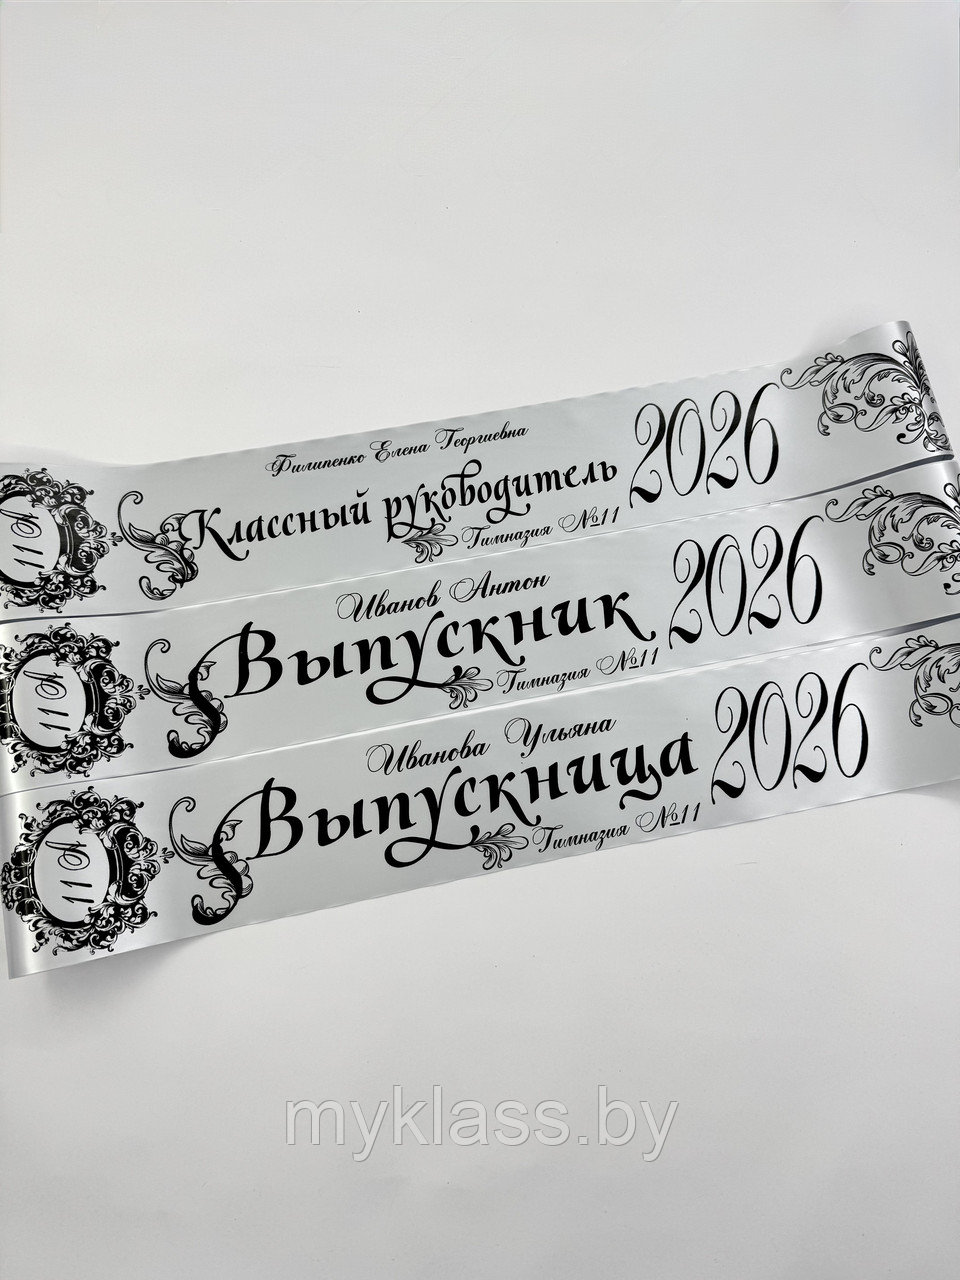 11 А
Филипенко Елена Георгиевна
Классный руководитель 2026
Гимназия №11
11 А
Иванов Антон
Выпускник 2026
Гимназия №11
11 А
Иванова Ульяна
Выпускница 2026
Гимназия №11
myklass.by